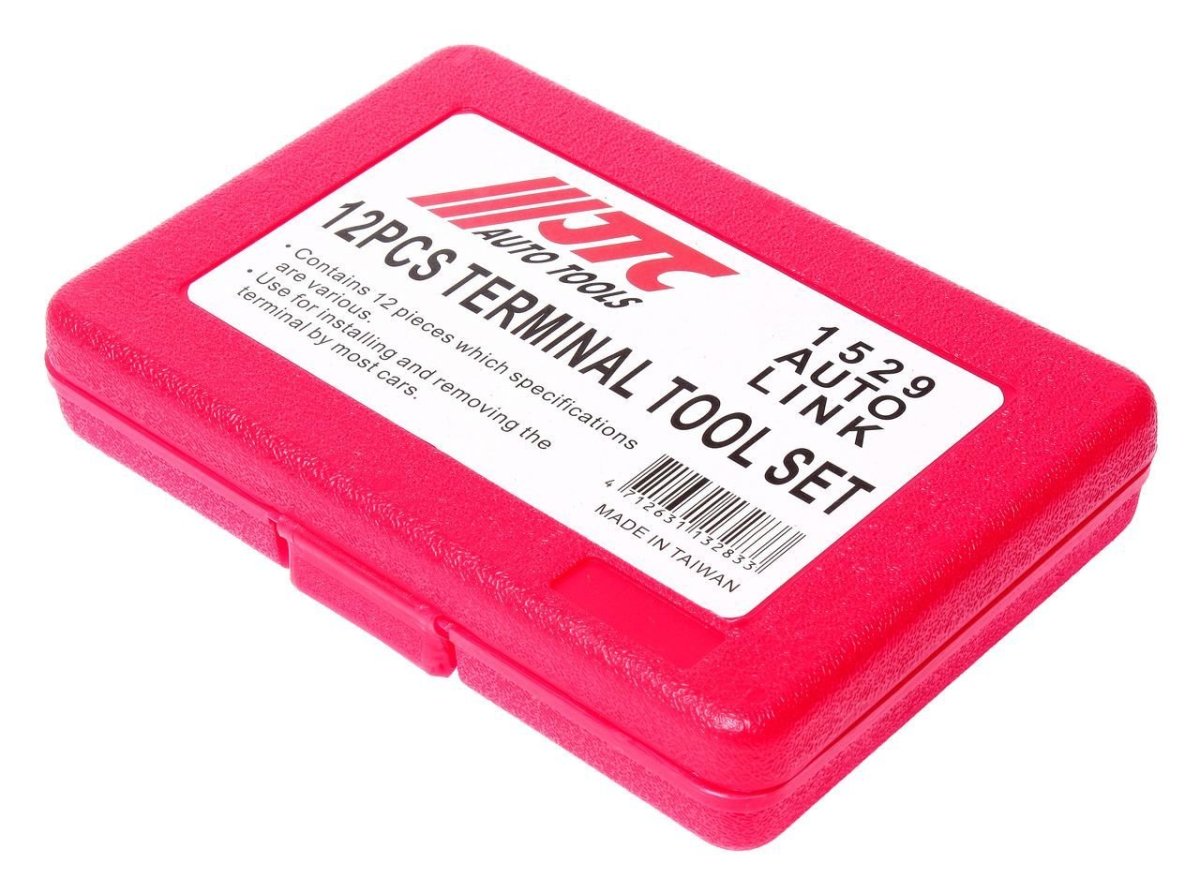 JTC
AUTO TOOLS
1529
AUTO
LINK
12PCS TERMINAL TOOL SET
· Contains 12 pieces which specifications
are various.
· Use for installing and removing the
terminal by most cars.
4 712631 132833
MADE IN TAIWAN